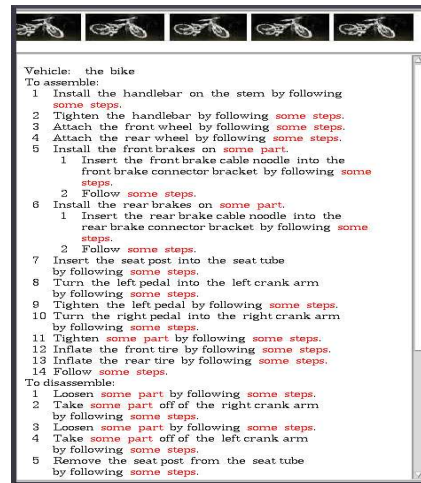 Vehicle: the bike
To assemble:
1 Install the handlebar on the stem by following
some steps.
2 Tighten the handlebar by following some steps.
3 Attach the front wheel by following some steps.
4 Attach the rear wheel by following some steps.
5 Install the front brakes on some part.
1 Insert the front brake cable noodle into the
front brake connector bracket by following some
steps.
2 Follow some steps.
6 Install the rear brakes on some part.
1 Insert the rear brake cable noodle into the
rear brake connector bracket by following some
steps.
2 Follow some steps.
7 Insert the seat post into the seat tube
by following some steps.
8 Turn the left pedal into the left crank arm
by following some steps.
9 Tighten the left pedal by following some steps.
10 Turn the right pedal into the right crank arm
by following some steps.
11 Tighten some part by following some steps.
12 Inflate the front tire by following some steps.
13 Inflate the rear tire by following some steps.
14 Follow some steps.
To disassemble:
1 Loosen some part by following some steps.
2 Take some part off of the right crank arm
by following some steps.
3 Loosen some part by following some steps.
4 Take some part off of the left crank arm
by following some steps.
5 Remove the seat post from the seat tube
by following some steps.